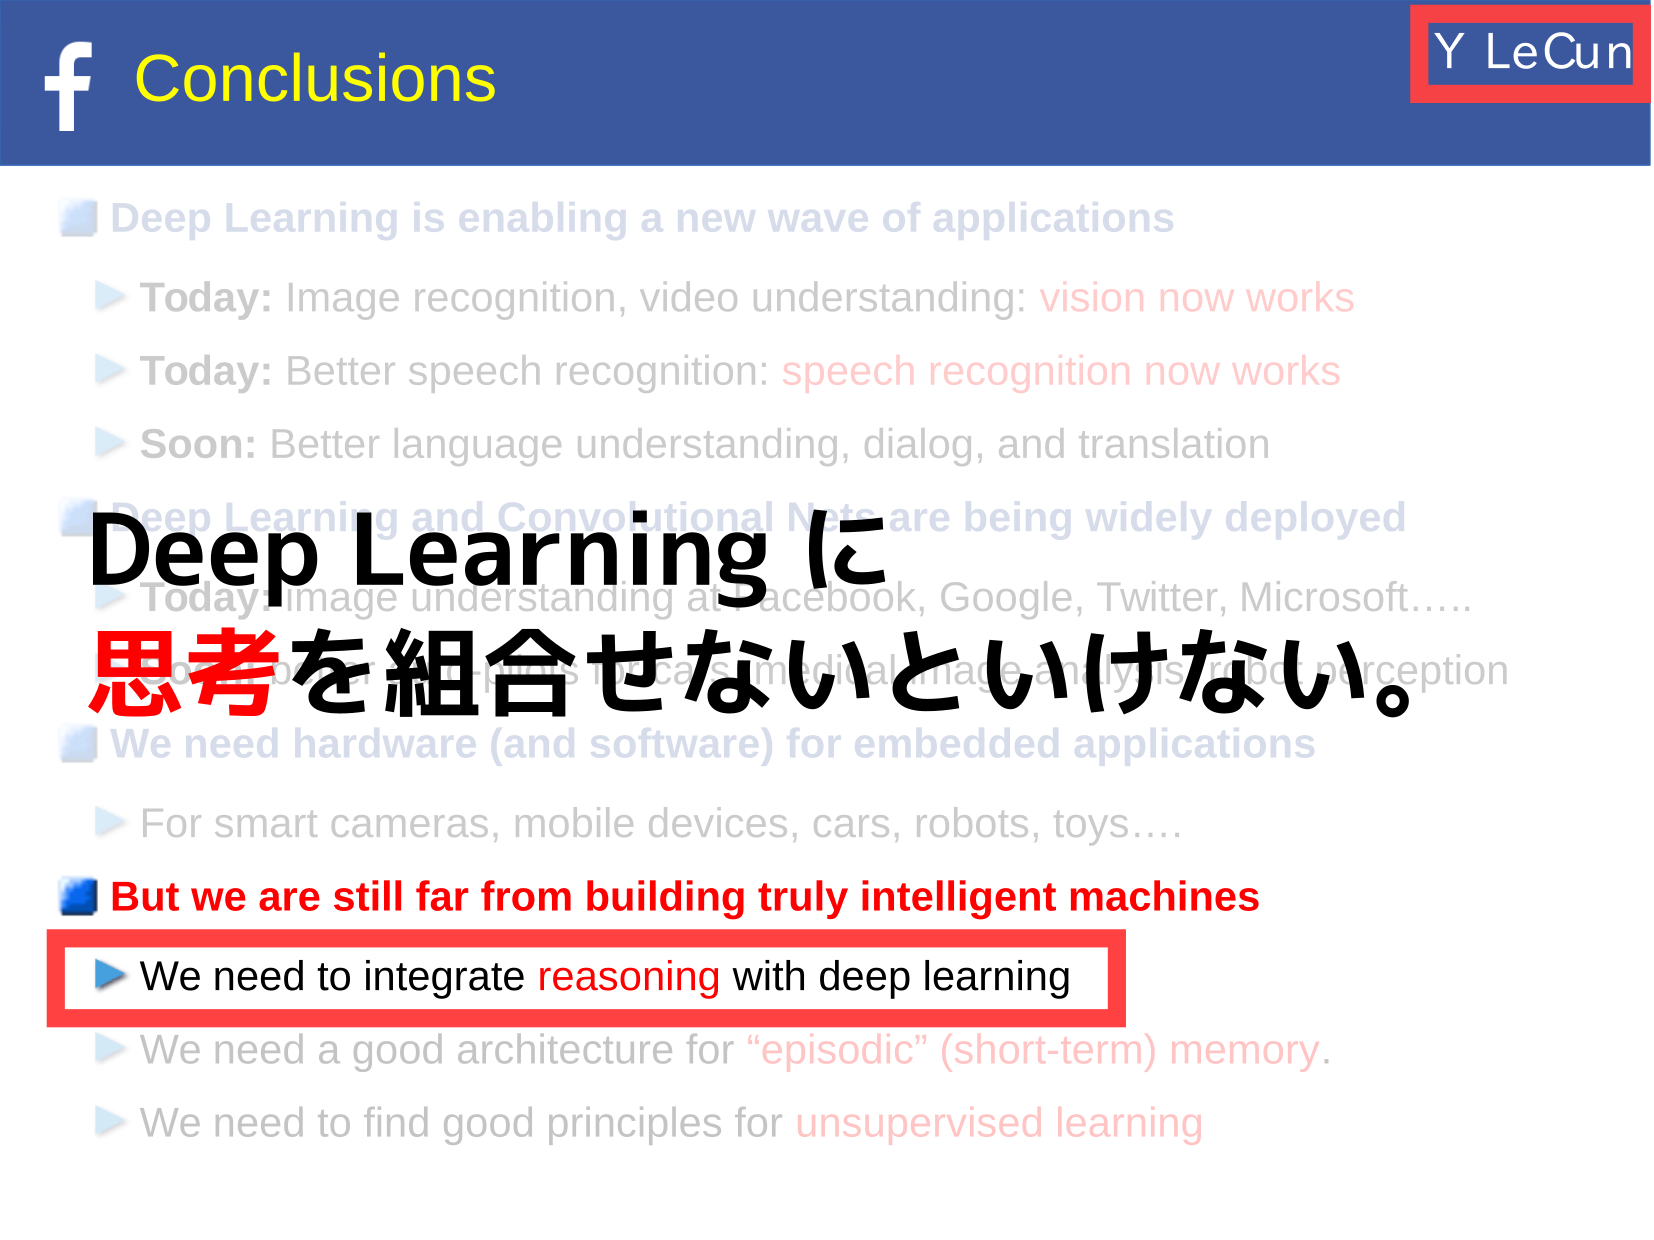 Conclusions
Y LeCun
Deep Learning is enabling a new wave of applications
Today: Image recognition, video understanding: vision now works
Today: Better speech recognition: speech recognition now works
Soon: Better language understanding, dialog, and translation
Deep Learning and Convolutional Nets are being widely deployed
Deep Learning に
Today: Image understanding at Facebook, Google, Twitter, Microsoft…..
思考を組合せないといけない。
for cars, medical image analysis, robot perception
We need hardware (and software) for embedded applications
For smart cameras, mobile devices, cars, robots, toys….
But we are still far from building truly intelligent machines
We need to integrate reasoning with deep learning
We need a good architecture for “episodic” (short-term) memory.
We need to find good principles for unsupervised learning